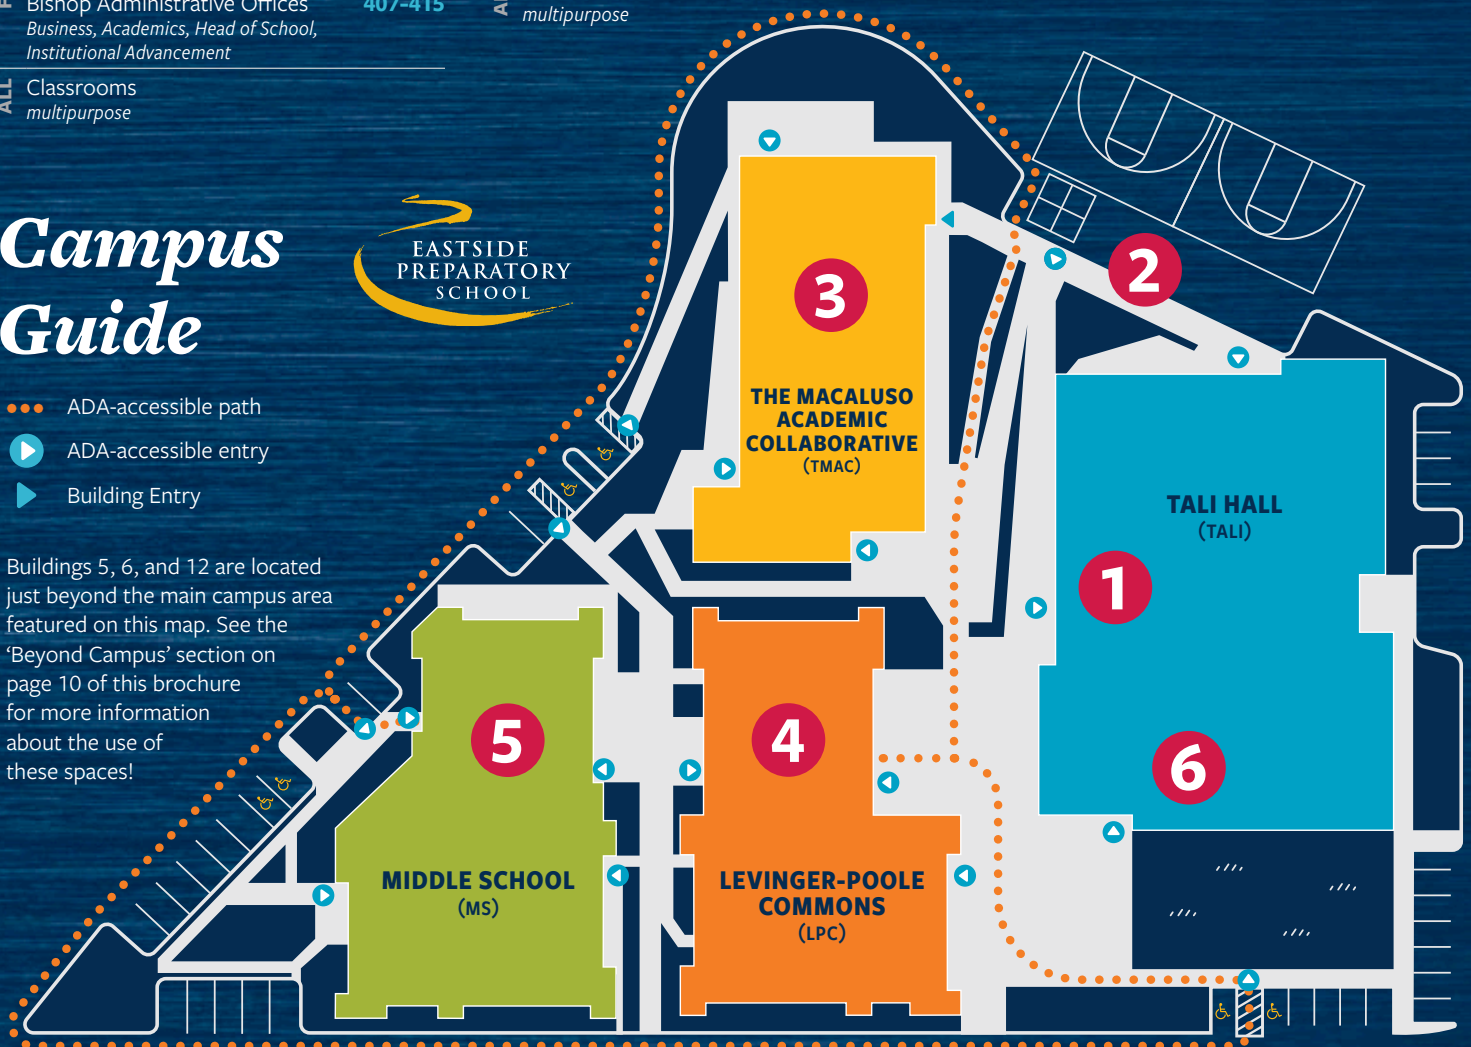 Bishop Administrative Offices 407–415
Business, Academics, Head of School,
Institutional Advancement
ALL Classrooms
multipurpose
multipurpose
Campus
Guide
EASTSIDE
PREPARATORY
SCHOOL
ADA-accessible path
ADA-accessible entry
Building Entry
Buildings 5, 6, and 12 are located
just beyond the main campus area
featured on this map. See the
‘Beyond Campus’ section on
page 10 of this brochure
for more information
about the use of
these spaces!
3
THE MACALUSO
ACADEMIC
COLLABORATIVE
(TMAC)
2
TALI HALL
(TALI)
1
6
5
MIDDLE SCHOOL
(MS)
4
LEVINGER-POOLE
COMMONS
(LPC)